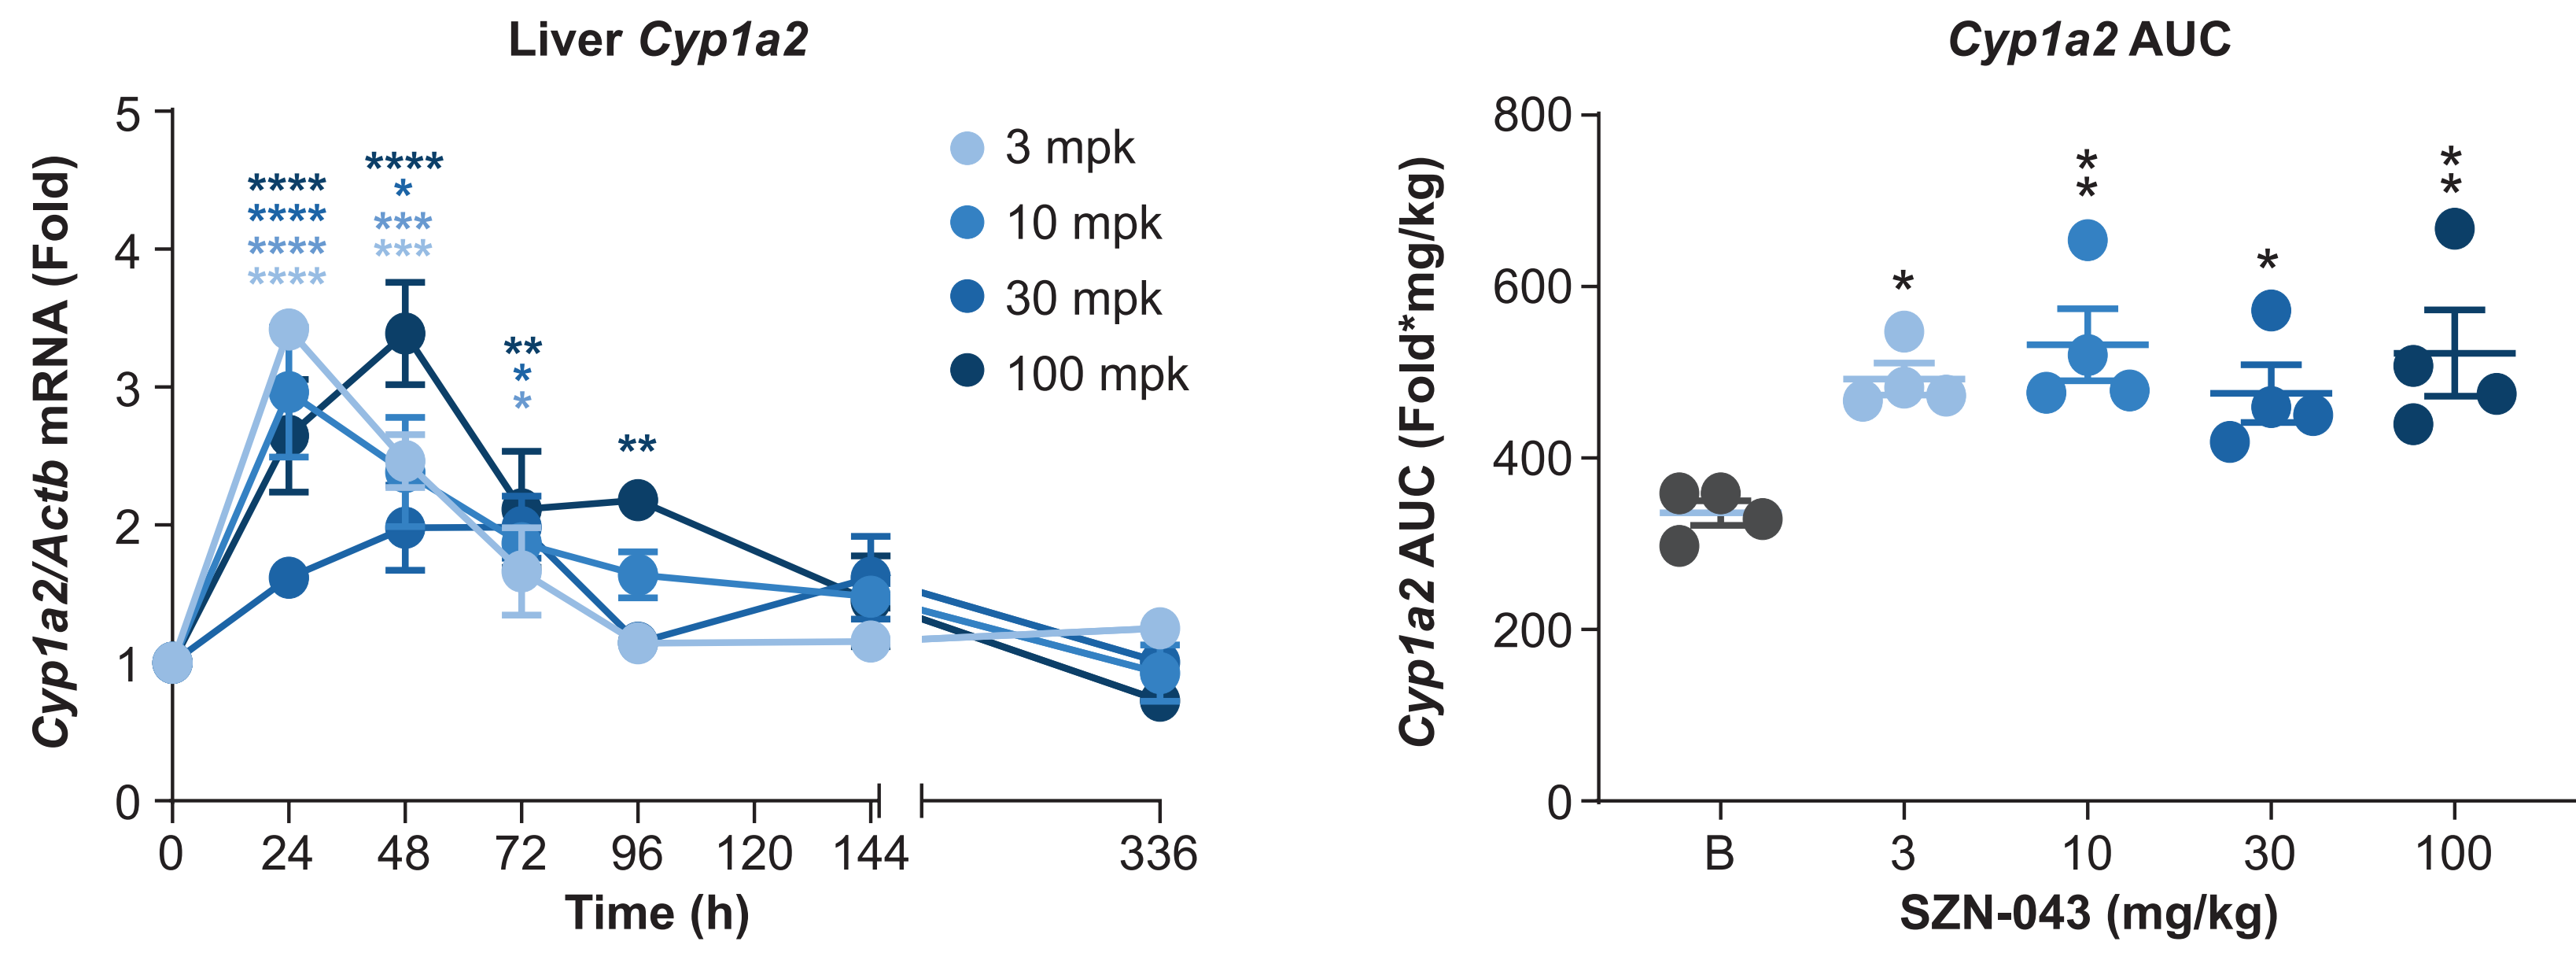 Liver Cyp1a2
Cyp1a2/Actb mRNA (Fold)
5
4
3
2
1
0
****
****
****
****
****
*
***
***
**
*
*
**
3 mpk
10 mpk
30 mpk
100 mpk
0 24 48 72 96 120 144 336
Time (h)
Cyp1a2 AUC
Cyp1a2 AUC (Fold*mg/kg)
800
600
400
200
0
*
**
*
**
B 3 10 30 100
SZN-043 (mg/kg)